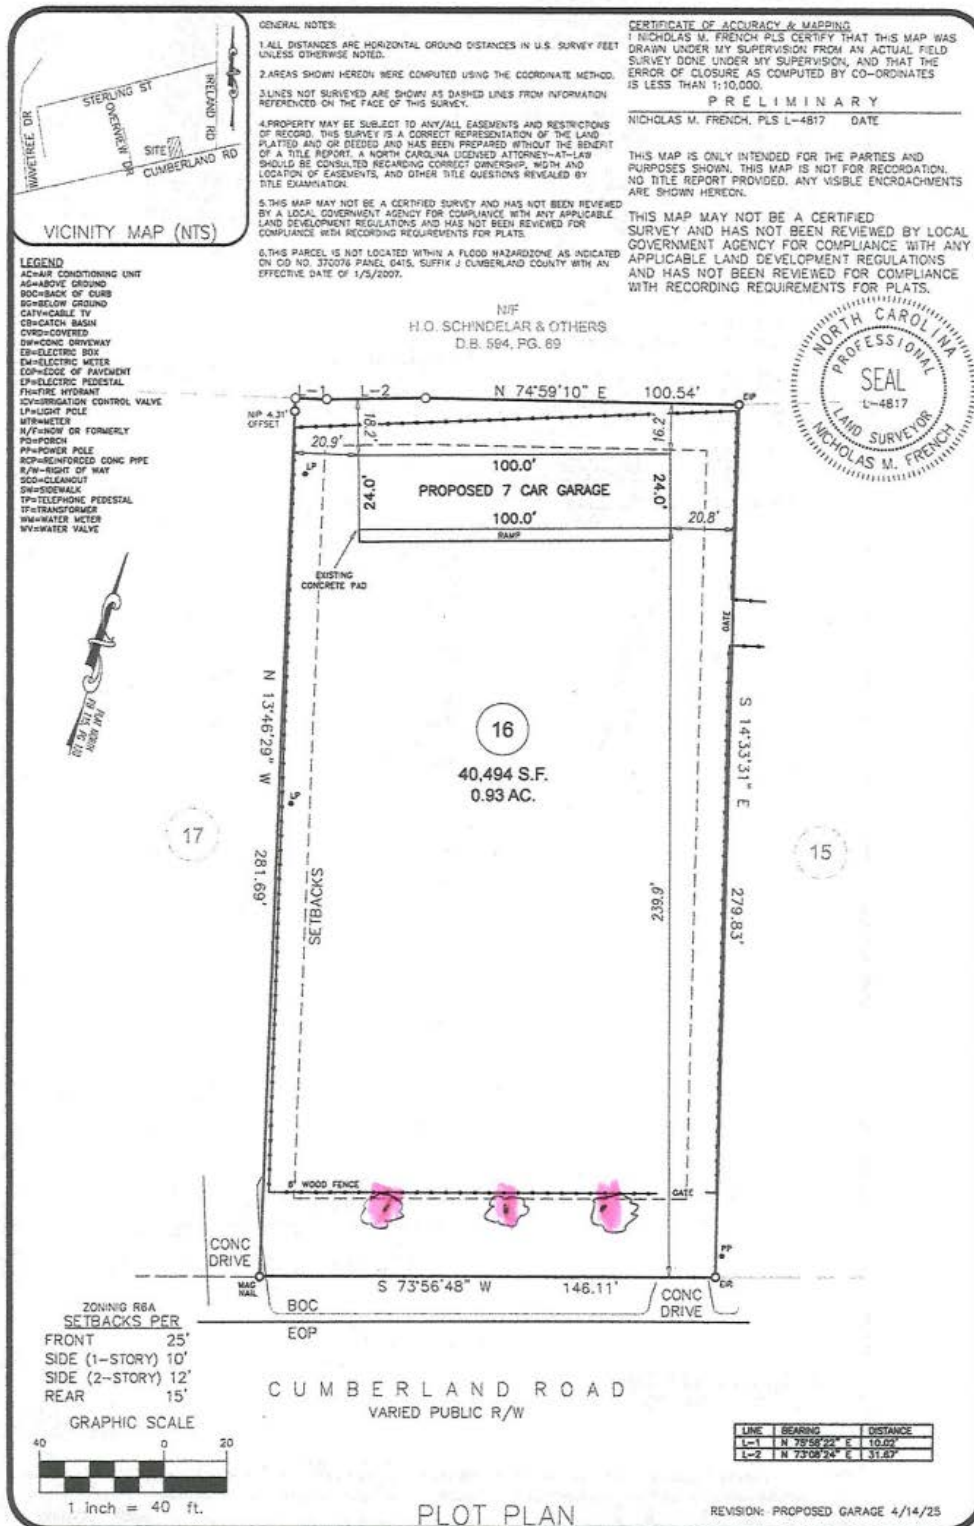 STERLING ST
OVERVIEW DR
IRELAND RD
WAVETREE DR
SITE
CUMBERLAND RD
VICINITY MAP (NTS)
GENERAL NOTES:
1.ALL DISTANCES ARE HORIZONTAL GROUND DISTANCES IN U.S. SURVEY FEET
UNLESS OTHERWISE NOTED.
2.AREAS SHOWN HEREON WERE COMPUTED USING THE COORDINATE METHOD.
3.LINES NOT SURVEYED ARE SHOWN AS DASHED LINES FROM INFORMATION
REFERENCED ON THE FACE OF THIS SURVEY.
4.PROPERTY MAY BE SUBJECT TO ANY/ALL EASEMENTS AND RESTRICTIONS
OF RECORD. THIS SURVEY IS A CORRECT REPRESENTATION OF THE LAND
PLATTED AND OR DEEDED AND HAS BEEN PREPARED WITHOUT THE BENEFIT
OF A TITLE REPORT. A NORTH CAROLINA LICENSED ATTORNEY-AT-LAW
SHOULD BE CONSULTED REGARDING CORRECT OWNERSHIP, WIDTH AND
LOCATION OF EASEMENTS, AND OTHER TITLE QUESTIONS REVEALED BY
TITLE EXAMINATION.
5.THIS MAP MAY NOT BE A CERTIFIED SURVEY AND HAS NOT BEEN REVIEWED
BY A LOCAL GOVERNMENT AGENCY FOR COMPLIANCE WITH ANY APPLICABLE
LAND DEVELOPMENT REGULATIONS AND HAS NOT BEEN REVIEWED FOR
COMPLIANCE WITH RECORDING REQUIREMENTS FOR PLATS.
6.THIS PARCEL IS NOT LOCATED WITHIN A FLOOD HAZARDZONE AS INDICATED
ON CID NO. 370076 PANEL 0415, SUFFIX J CUMBERLAND COUNTY WITH AN
EFFECTIVE DATE OF 1/5/2007.
CERTIFICATE OF ACCURACY & MAPPING
I NICHOLAS M. FRENCH PLS CERTIFY THAT THIS MAP WAS
DRAWN UNDER MY SUPERVISION FROM AN ACTUAL FIELD
SURVEY DONE UNDER MY SUPERVISION, AND THAT THE
ERROR OF CLOSURE AS COMPUTED BY CO-ORDINATES
IS LESS THAN 1:10,000.
PRELIMINARY
NICHOLAS M. FRENCH, PLS L-4817 DATE
THIS MAP IS ONLY INTENDED FOR THE PARTIES AND
PURPOSES SHOWN. THIS MAP IS NOT FOR RECORDATION.
NO TITLE REPORT PROVIDED. ANY VISIBLE ENCROACHMENTS
ARE SHOWN HEREON.
THIS MAP MAY NOT BE A CERTIFIED
SURVEY AND HAS NOT BEEN REVIEWED BY LOCAL
GOVERNMENT AGENCY FOR COMPLIANCE WITH ANY
APPLICABLE LAND DEVELOPMENT REGULATIONS
AND HAS NOT BEEN REVIEWED FOR COMPLIANCE
WITH RECORDING REQUIREMENTS FOR PLATS.
LEGEND
AC=AIR CONDITIONING UNIT
AG=ABOVE GROUND
BOC=BACK OF CURB
BG=BELOW GROUND
CATV=CABLE TV
CB=CATCH BASIN
CVRD=COVERED
DW=CONC DRIVEWAY
EB=ELECTRIC BOX
EM=ELECTRIC METER
EOP=EDGE OF PAVEMENT
EP=ELECTRIC PEDESTAL
FH=FIRE HYDRANT
ICV=IRRIGATION CONTROL VALVE
LP=LIGHT POLE
MTR=METER
N/F=NOW OR FORMERLY
PO=PORCH
PP=POWER POLE
RCP=REINFORCED CONC PIPE
R/W=RIGHT OF WAY
SCO=CLEANOUT
SW=SIDEWALK
TP=TELEPHONE PEDESTAL
TF=TRANSFORMER
WM=WATER METER
WV=WATER VALVE
N/F
H.O. SCHINDELAR & OTHERS
D.B. 594, PG. 89
NORTH CAROLINA
PROFESSIONAL
SEAL
L-4817
LAND SURVEYOR
NICHOLAS M. FRENCH
L-1 L-2 N 74°59'10" E 100.54'
EIP
NIP 4.31'
OFFSET
18.2'
16.2'
20.9'
LP
100.0'
24.0'
PROPOSED 7 CAR GARAGE
24.0'
100.0'
20.8'
RAMP
EXISTING
CONCRETE PAD
GATE
PLAT NORTH
N 13°46'29" W 281.69'
S 14°33'31" E 279.83'
16
40,494 S.F.
0.93 AC.
LP
17
15
SETBACKS
239.9'
6' WOOD FENCE
GATE
CONC
DRIVE
PP
MAG
NAIL
S 73°56'48" W 146.11'
EIR
CONC
DRIVE
BOC
EOP
ZONINIG R6A
SETBACKS PER
FRONT 25'
SIDE (1-STORY) 10'
SIDE (2-STORY) 12'
REAR 15'
CUMBERLAND ROAD
VARIED PUBLIC R/W
GRAPHIC SCALE
40 0 20
1 inch = 40 ft.
LINE BEARING DISTANCE
L-1 N 75°58'22" E 10.02'
L-2 N 73°08'24" E 31.67'
PLOT PLAN
REVISION: PROPOSED GARAGE 4/14/25